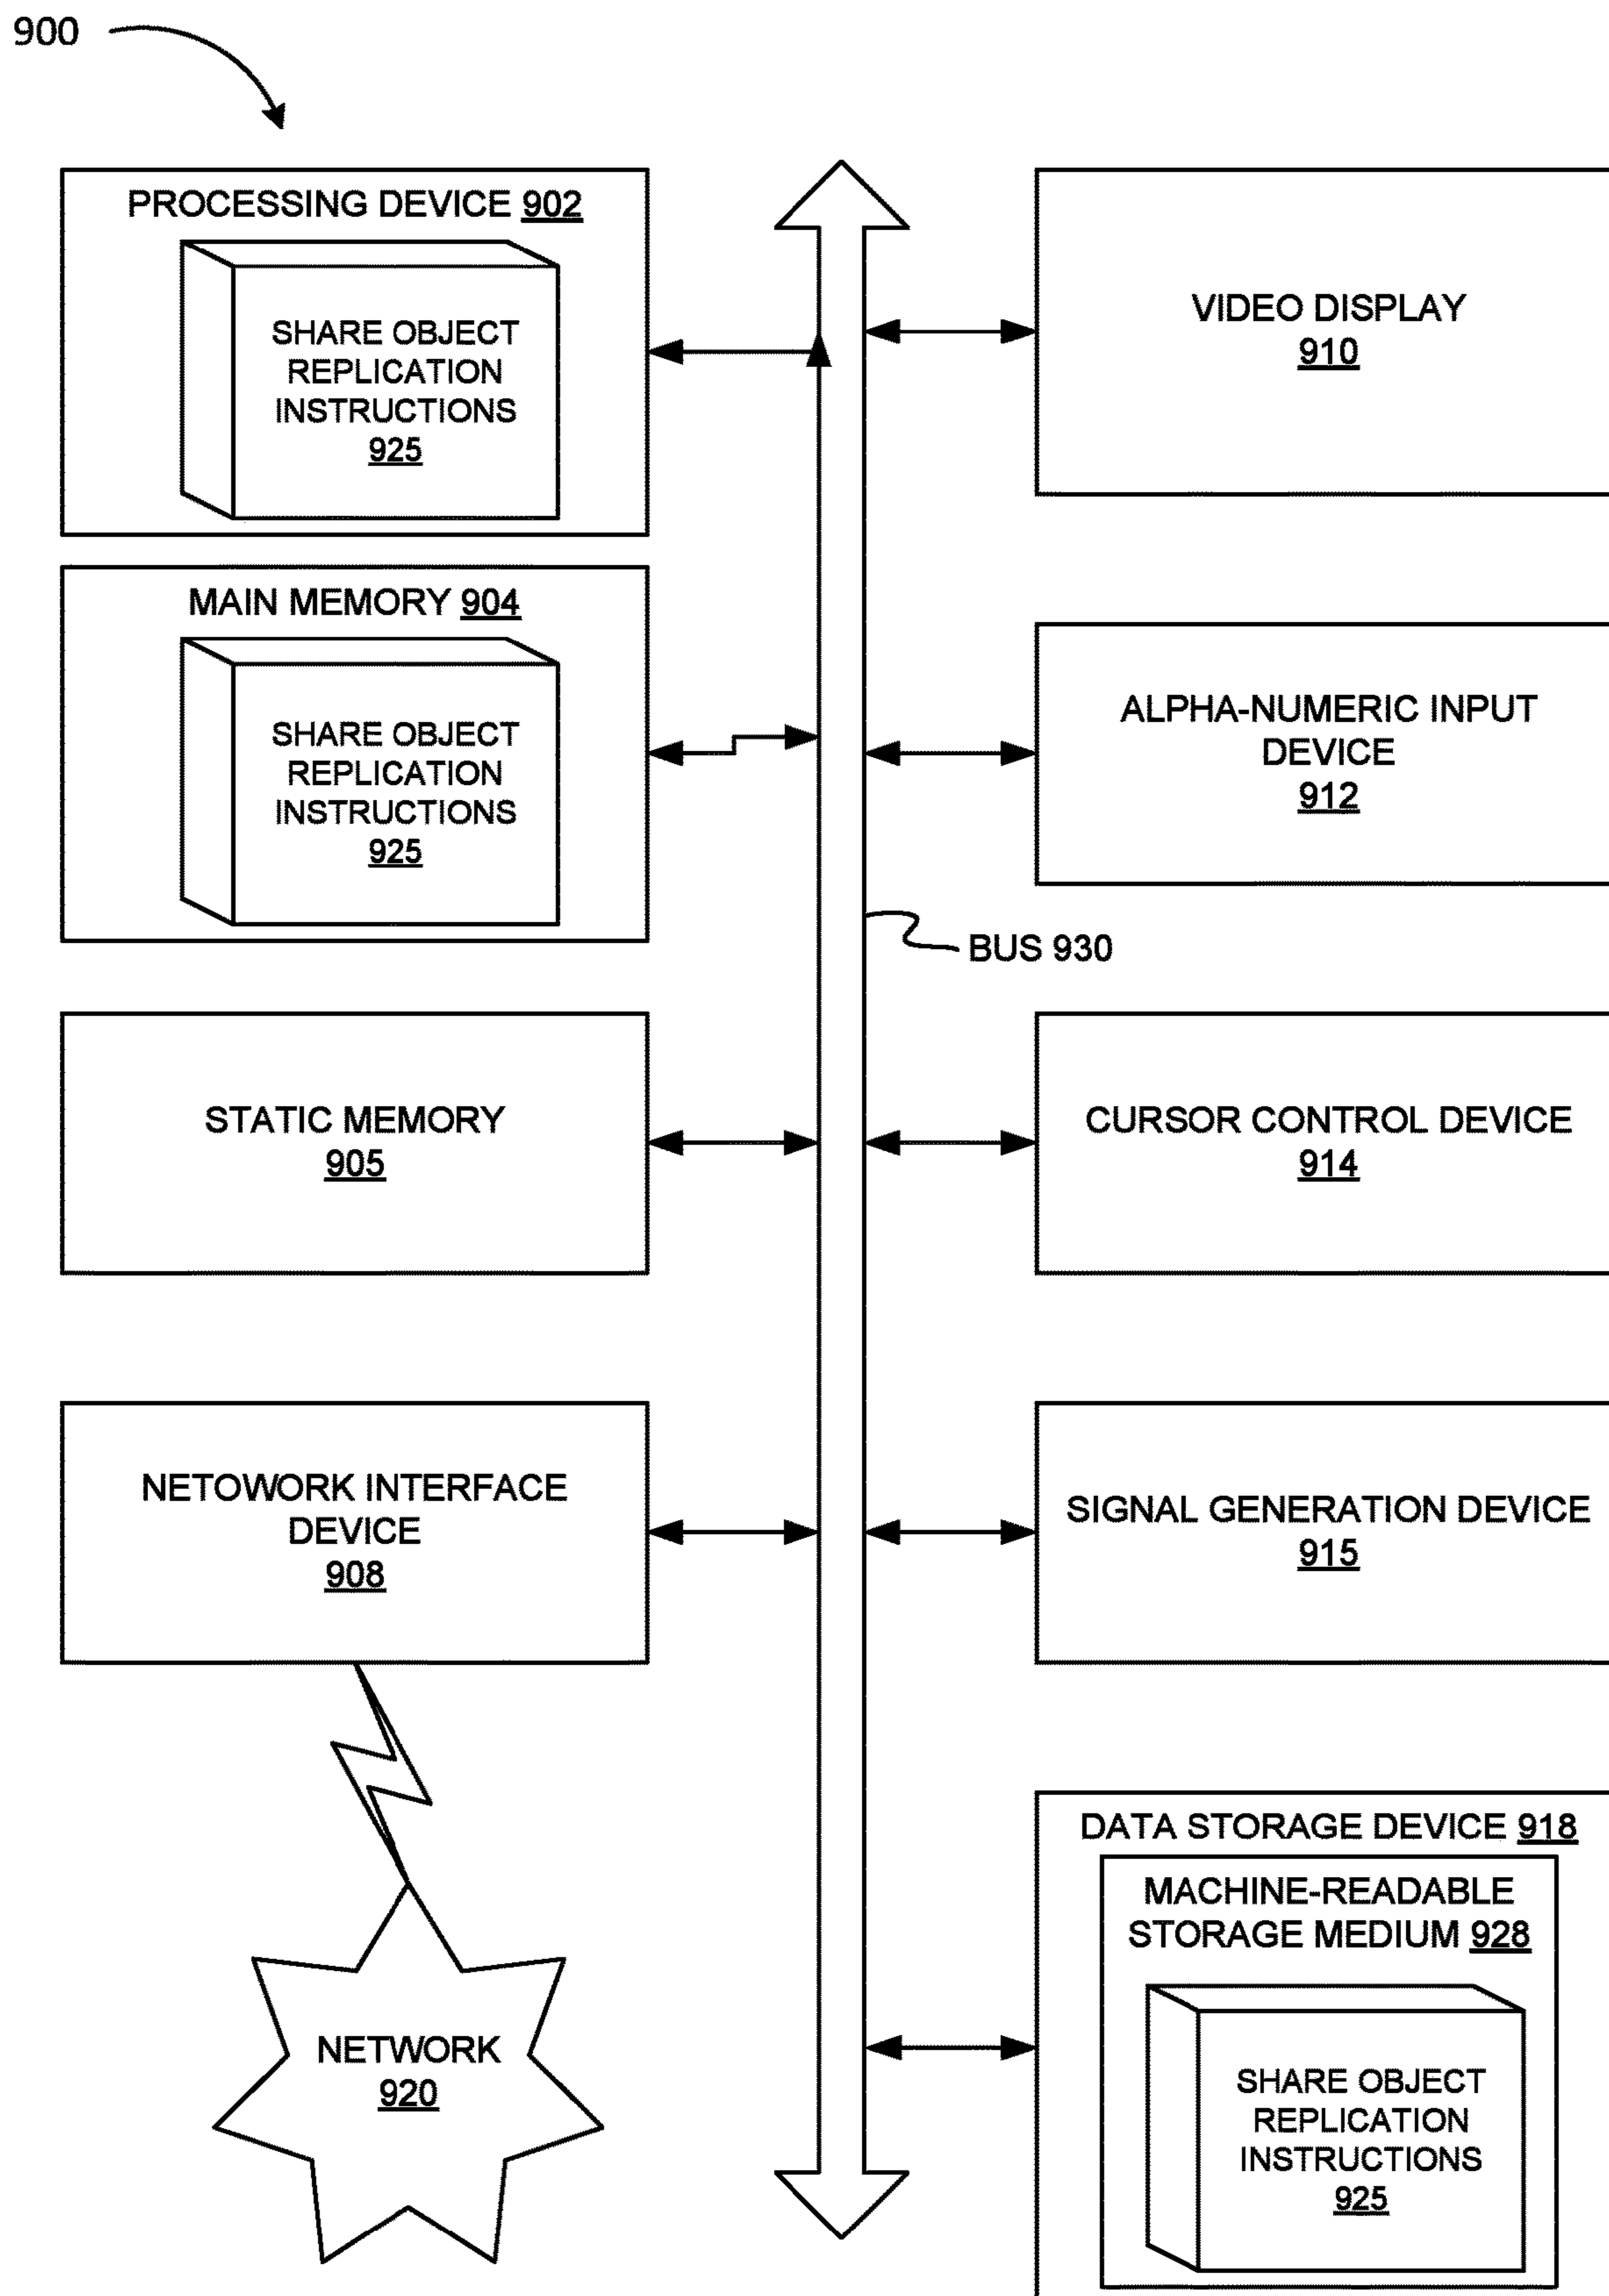 900
PROCESSING DEVICE 902
SHARE OBJECT
REPLICATION
INSTRUCTIONS
925
MAIN MEMORY 904
SHARE OBJECT
REPLICATION
INSTRUCTIONS
925
STATIC MEMORY
905
NETOWORK INTERFACE
DEVICE
908
NETWORK
920
BUS 930
VIDEO DISPLAY
910
ALPHA-NUMERIC INPUT
DEVICE
912
CURSOR CONTROL DEVICE
914
SIGNAL GENERATION DEVICE
915
DATA STORAGE DEVICE 918
MACHINE-READABLE
STORAGE MEDIUM 928
SHARE OBJECT
REPLICATION
INSTRUCTIONS
925